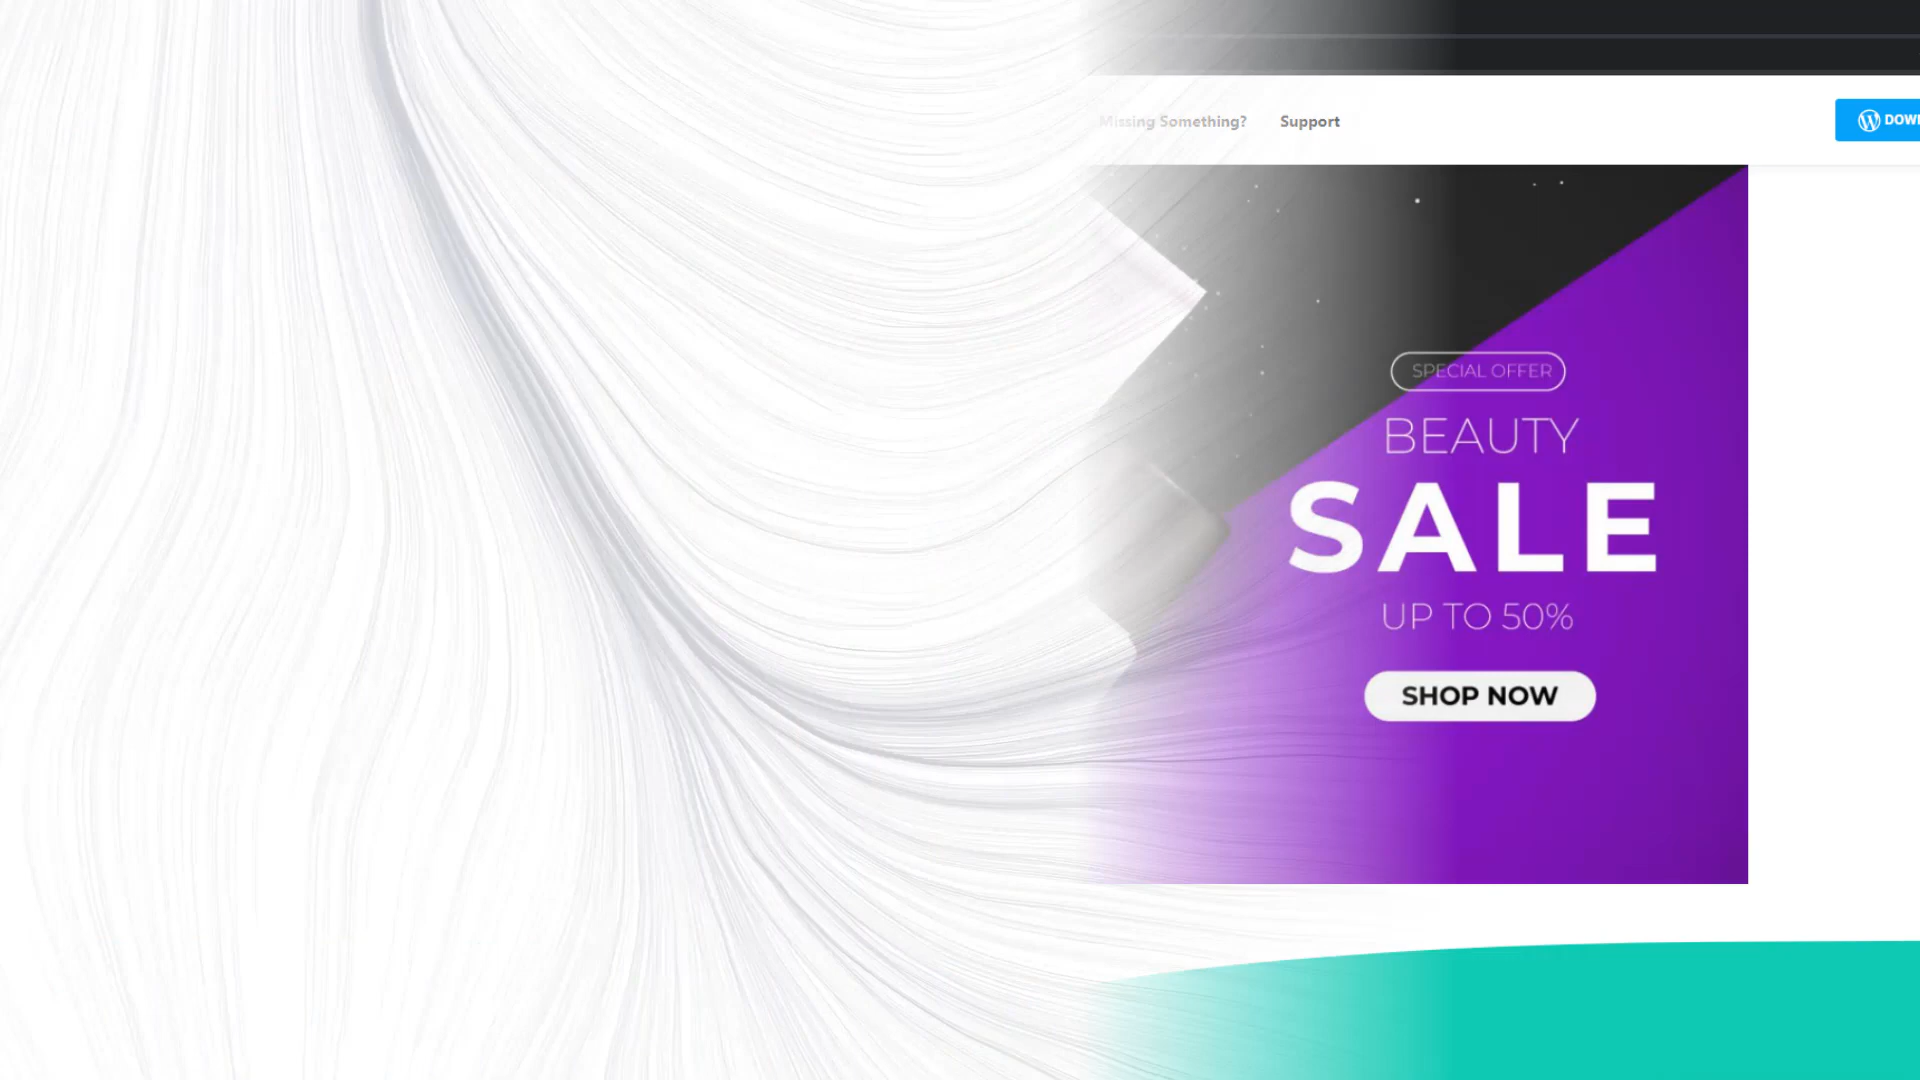 Missing Something? Support
SPECIAL OFFER
BEAUTY
SALE
UP TO 50%
SHOP NOW